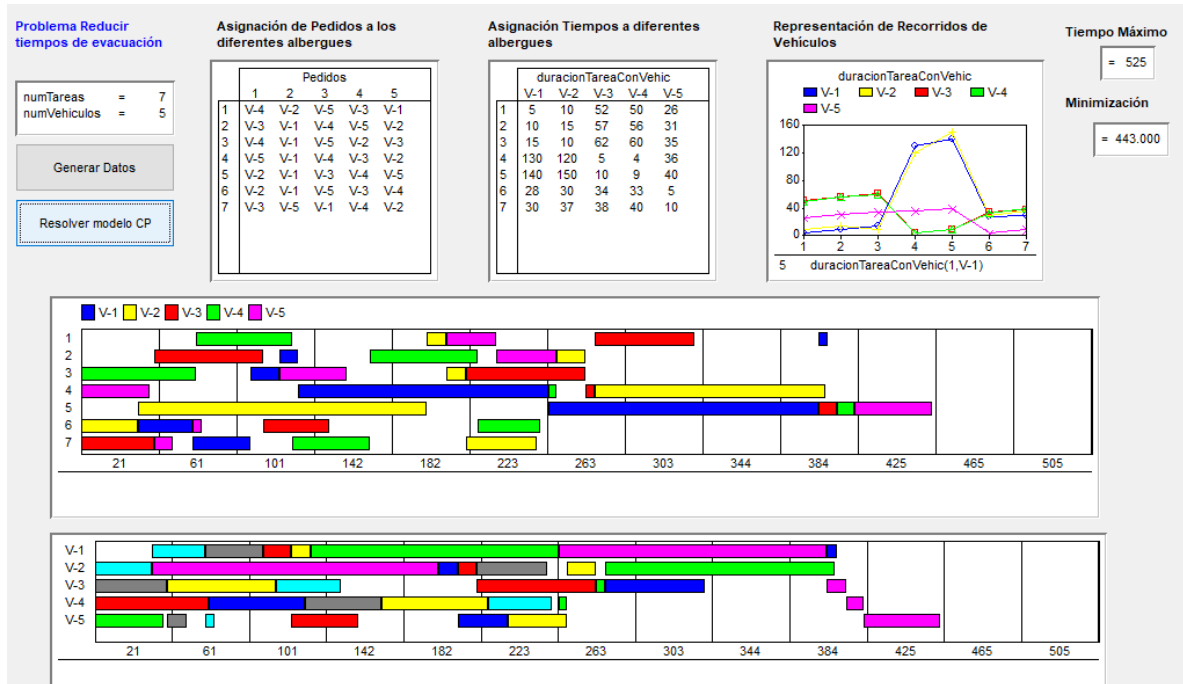 Problema Reducir
tiempos de evacuación
numTareas = 7
numVehiculos = 5
Generar Datos
Resolver modelo CP
Asignación de Pedidos a los
diferentes albergues
Pedidos
1 2 3 4 5
1 V-4 V-2 V-5 V-3 V-1
2 V-3 V-1 V-4 V-5 V-2
3 V-4 V-1 V-5 V-2 V-3
4 V-5 V-1 V-4 V-3 V-2
5 V-2 V-1 V-3 V-4 V-5
6 V-2 V-1 V-5 V-3 V-4
7 V-3 V-5 V-1 V-4 V-2
Asignación Tiempos a diferentes
albergues
duracionTareaConVehic
V-1 V-2 V-3 V-4 V-5
1 5 10 52 50 26
2 10 15 57 56 31
3 15 10 62 60 35
4 130 120 5 4 36
5 140 150 10 9 40
6 28 30 34 33 5
7 30 37 38 40 10
Representación de Recorridos de
Vehículos
duracionTareaConVehic
V-1 V-2 V-3 V-4
V-5
160
120
80
40
0
1 2 3 4 5 6 7
5 duracionTareaConVehic(1,V-1)
Tiempo Máximo
= 525
Minimización
= 443.000
V-1 V-2 V-3 V-4 V-5
1
2
3
4
5
6
7
21 61 101 142 182 223 263 303 344 384 425 465 505
V-1
V-2
V-3
V-4
V-5
21 61 101 142 182 223 263 303 344 384 425 465 505